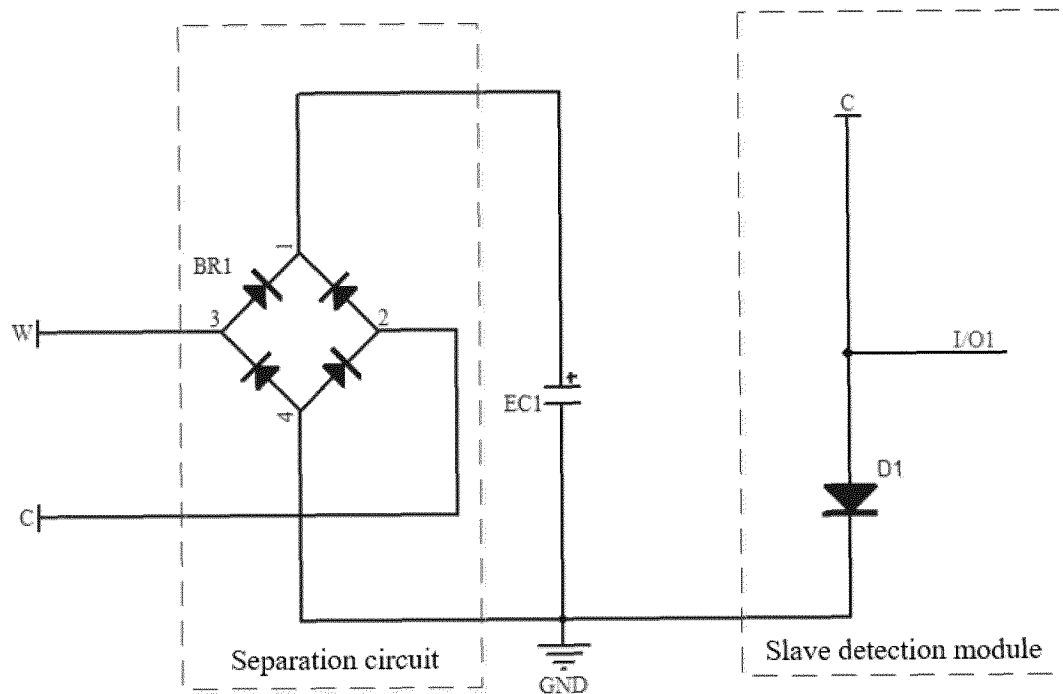 C
1
BR1
2
3
W
I/O1
+
EC1
4
D1
C
Separation circuit
GND
Slave detection module